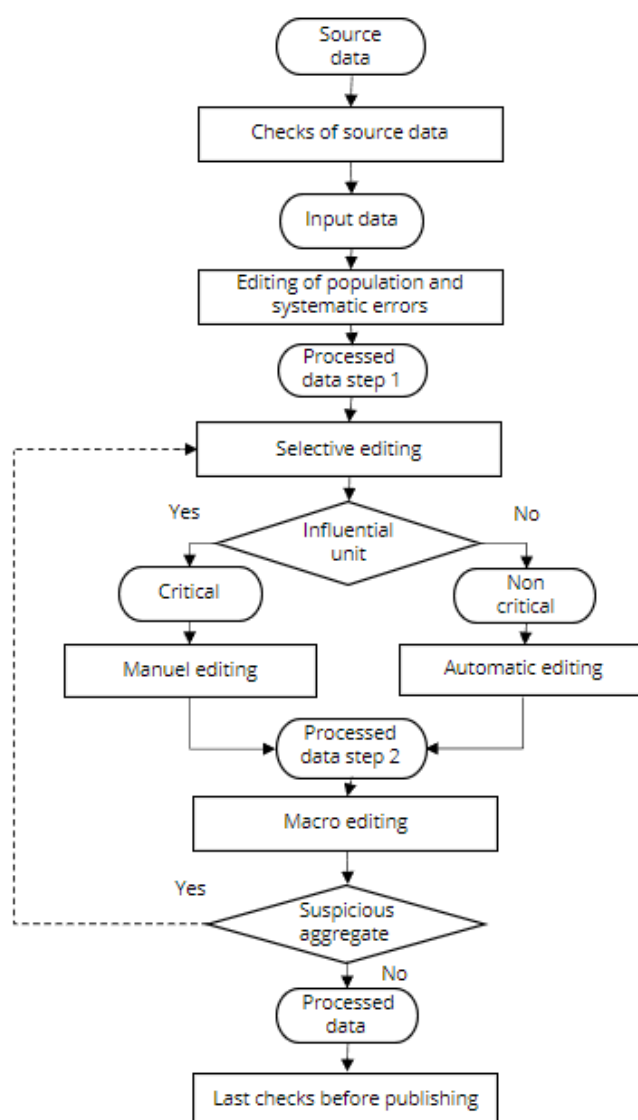 Source
data
Checks of source data
Input data
Editing of population and
systematic errors
Processed
data step 1
Selective editing
Yes
No
Influential
unit
Critical
Non
critical
Manuel editing
Automatic editing
Processed
data step 2
Macro editing
Yes
Suspicious
aggregate
No
Processed
data
Last checks before publishing